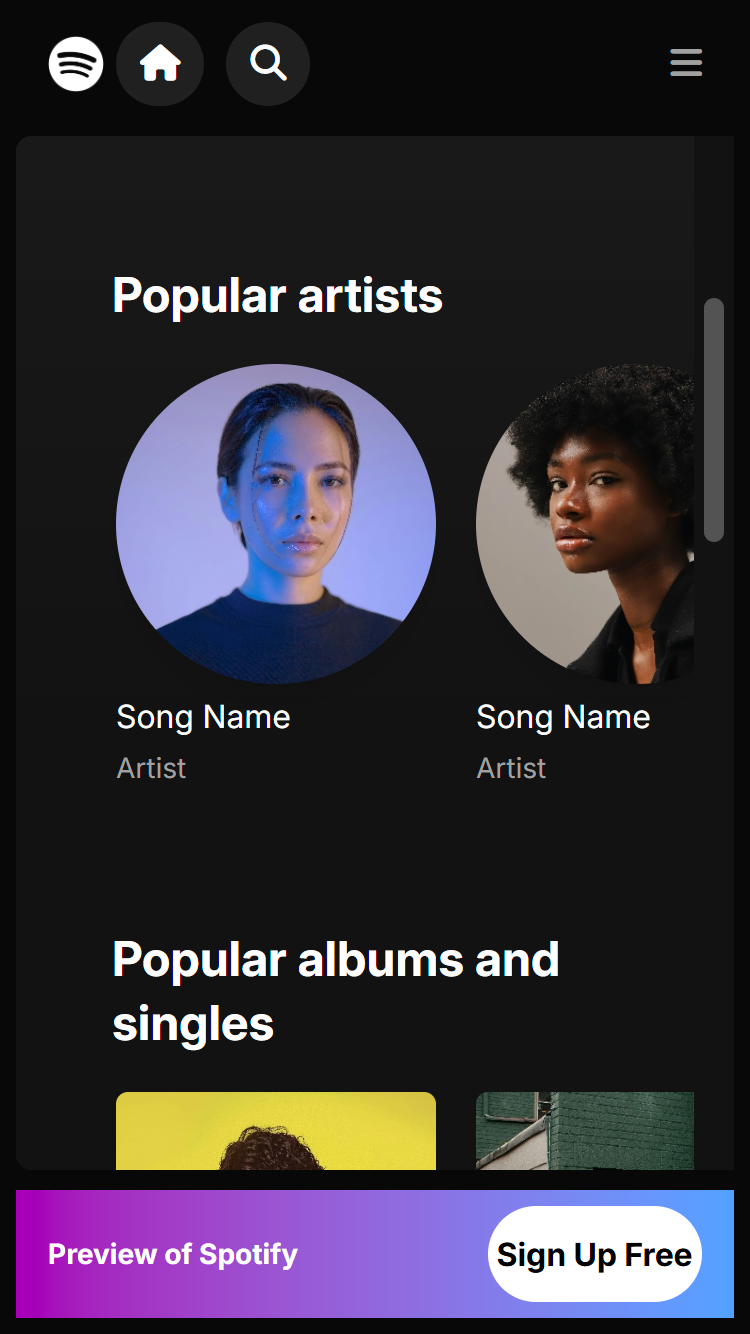 Popular artists
Song Name
Song Name
Artist
Artist
Popular albums and
singles
Preview of Spotify
Sign Up Free